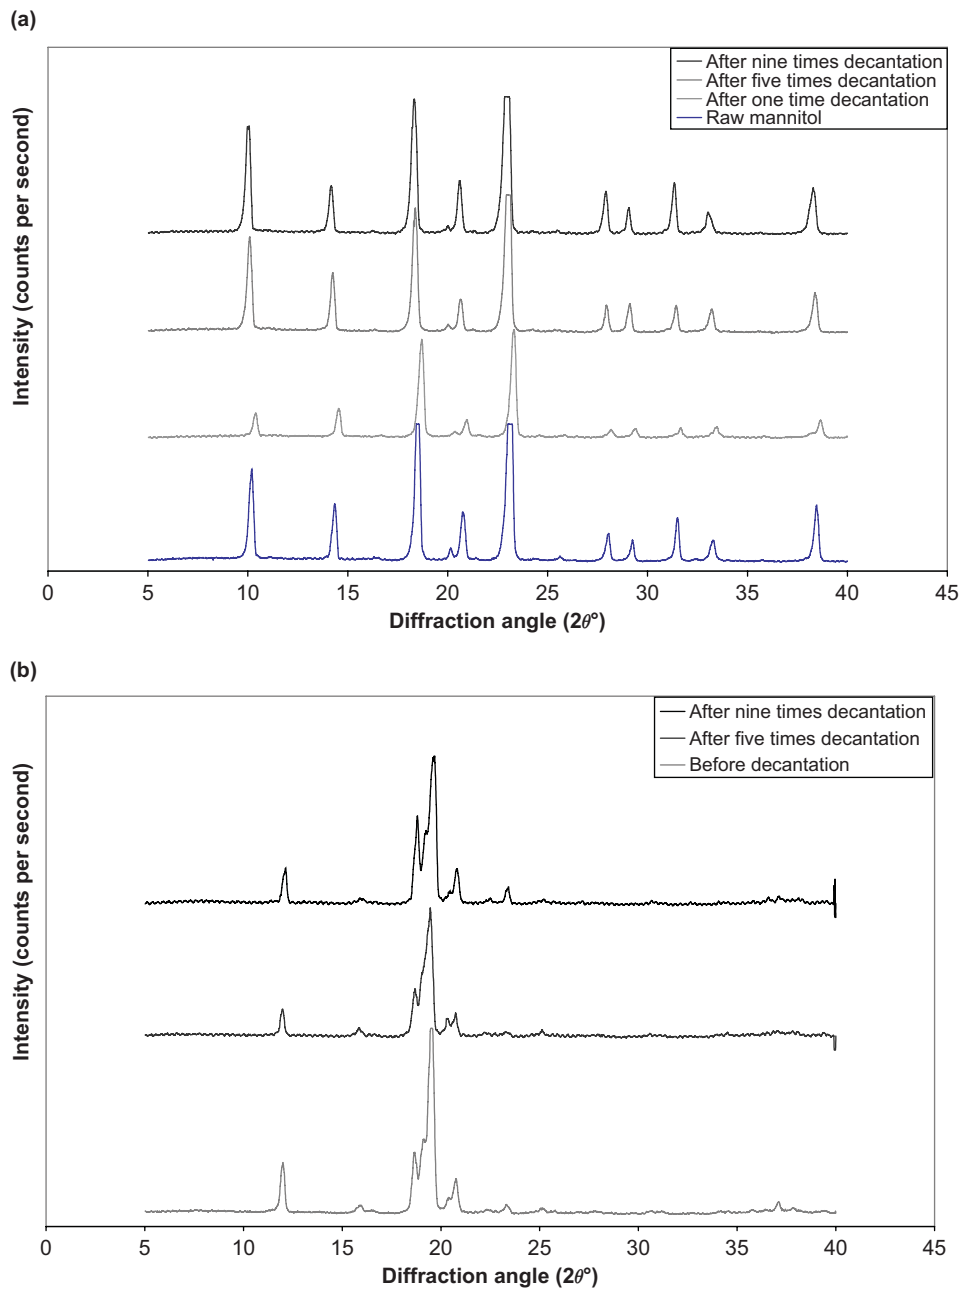 (a)
After nine times decantation
After five times decantation
After one time decantation
Raw mannitol
Intensity (counts per second)
0 5 10 15 20 25 30 35 40 45
Diffraction angle (2θ°)
(b)
After nine times decantation
After five times decantation
Before decantation
Intensity (counts per second)
0 5 10 15 20 25 30 35 40 45
Diffraction angle (2θ°)